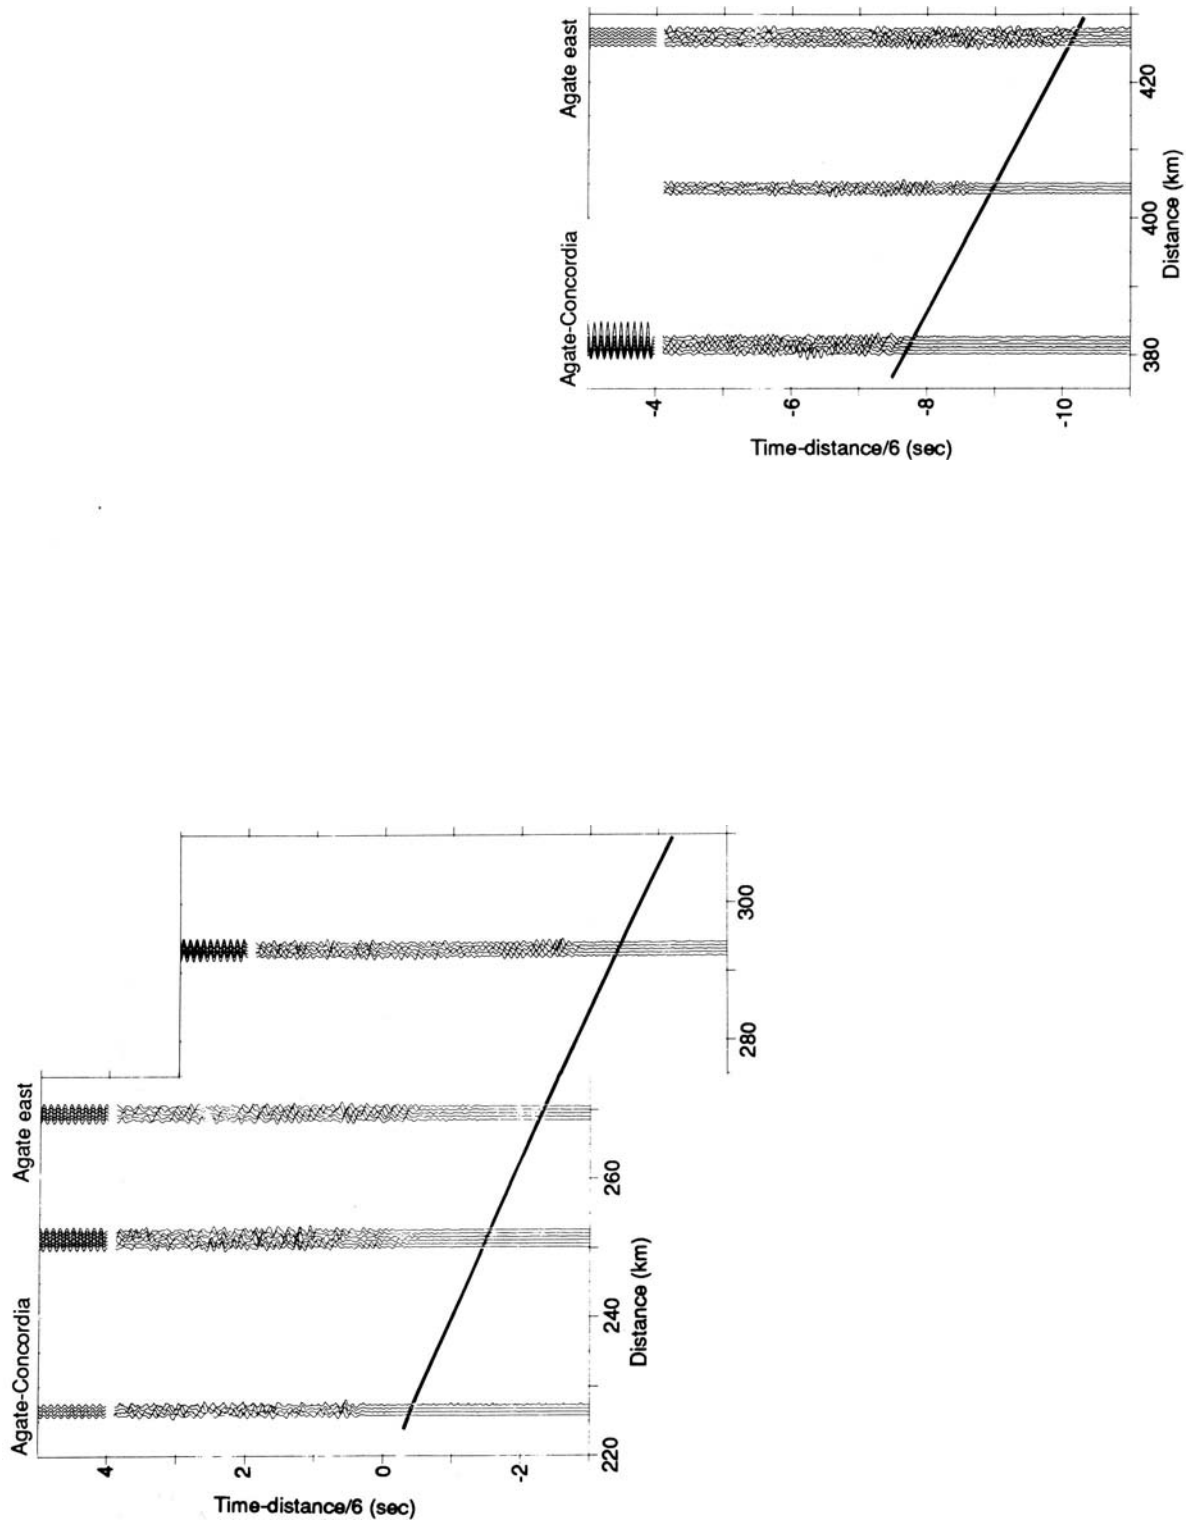 Agate east
Agate-Concordia
420
400
380
Distance (km)
-4
-6
-8
-10
Time-distance/6 (sec)
300
280
Agate east
Agate-Concordia
260
240
220
Distance (km)
4
2
0
-2
Time-distance/6 (sec)